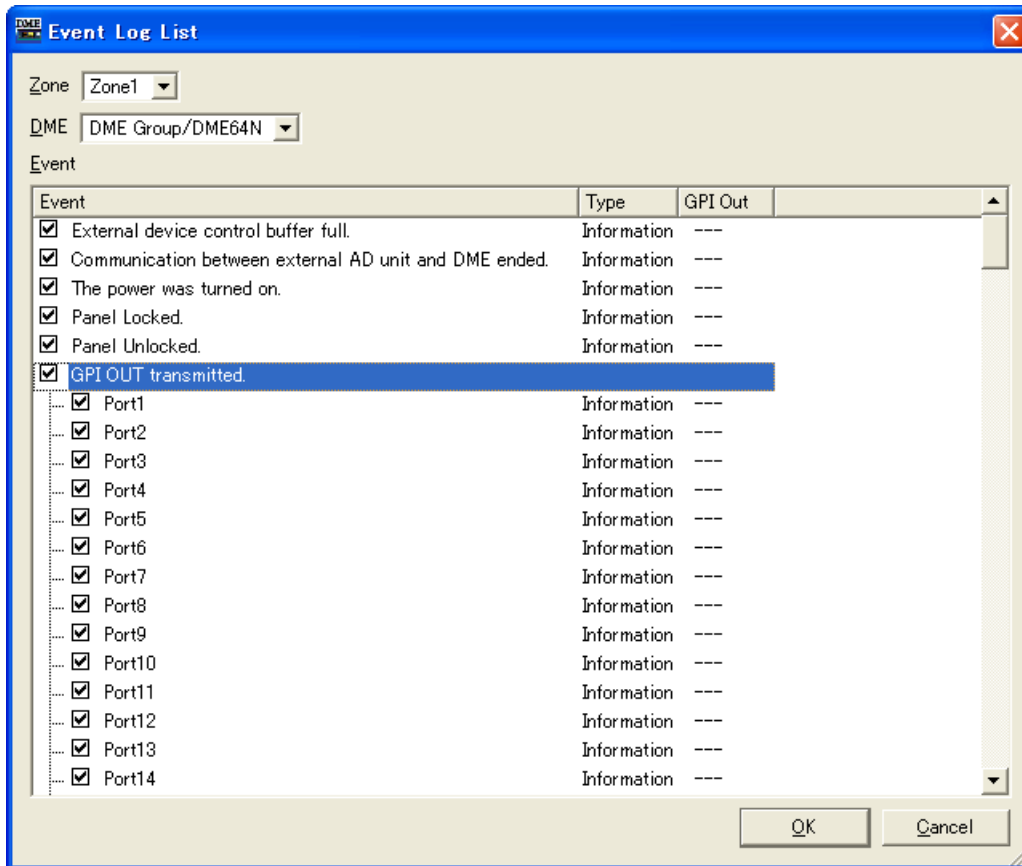 DME Event Log List
Zone Zone1
DME DME Group/DME64N
Event
Event Type GPI Out
External device control buffer full. Information ---
Communication between external AD unit and DME ended. Information ---
The power was turned on. Information ---
Panel Locked. Information ---
Panel Unlocked. Information ---
GPI OUT transmitted.
Port1 Information ---
Port2 Information ---
Port3 Information ---
Port4 Information ---
Port5 Information ---
Port6 Information ---
Port7 Information ---
Port8 Information ---
Port9 Information ---
Port10 Information ---
Port11 Information ---
Port12 Information ---
Port13 Information ---
Port14 Information ---
OK Cancel